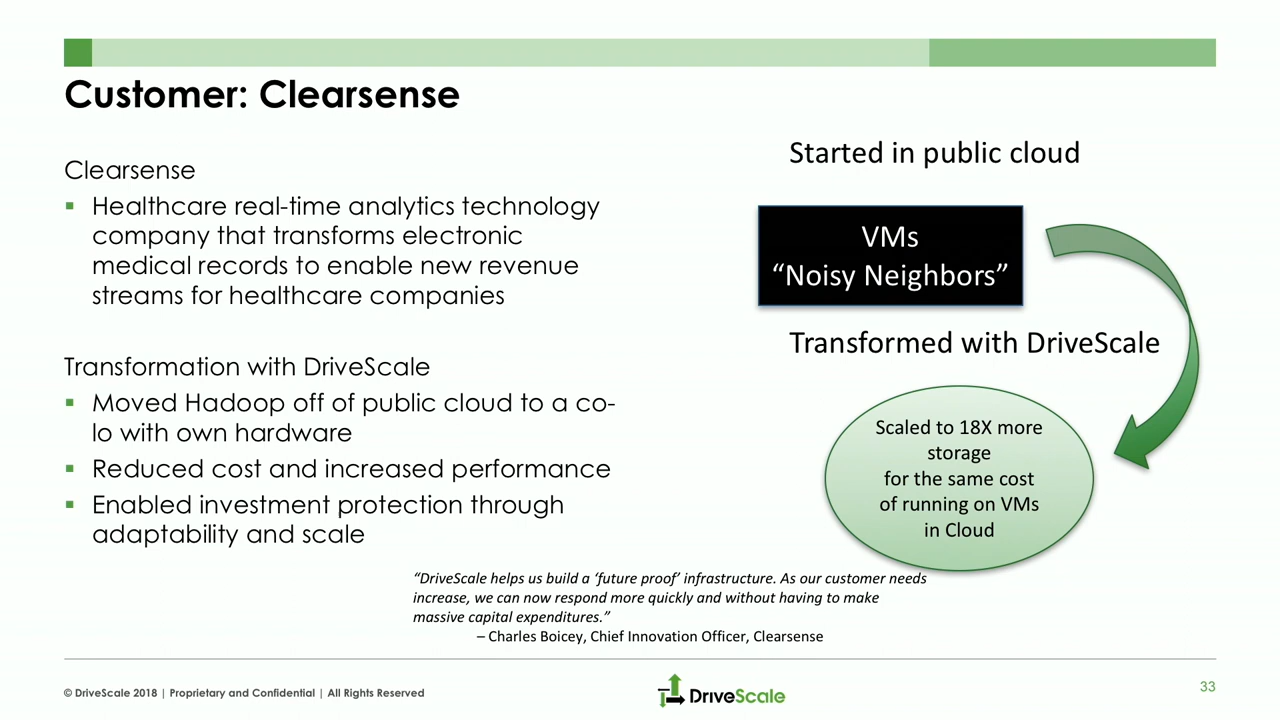 Customer: Clearsense
Clearsense
▪ Healthcare real-time analytics technology
company that transforms electronic
medical records to enable new revenue
streams for healthcare companies
Transformation with DriveScale
▪ Moved Hadoop off of public cloud to a co-
lo with own hardware
▪ Reduced cost and increased performance
▪ Enabled investment protection through
adaptability and scale
Started in public cloud
VMs
“Noisy Neighbors”
Transformed with DriveScale
Scaled to 18X more
storage
for the same cost
of running on VMs
in Cloud
“DriveScale helps us build a ‘future proof’ infrastructure. As our customer needs
increase, we can now respond more quickly and without having to make
massive capital expenditures.”
– Charles Boicey, Chief Innovation Officer, Clearsense
© DriveScale 2018 | Proprietary and Confidential | All Rights Reserved
DriveScale
33